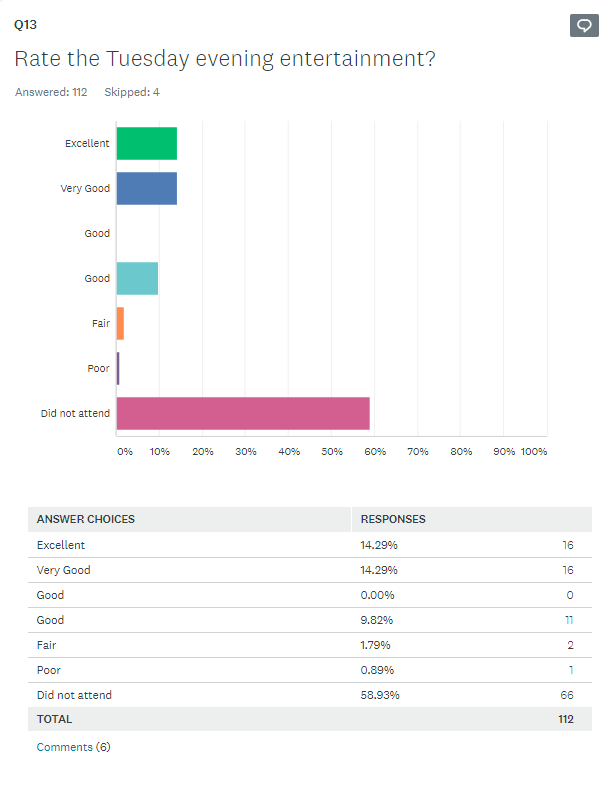 Q13
Rate the Tuesday evening entertainment?
Answered: 112 Skipped: 4
Excellent
Very Good
Good
Good
Fair
Poor
Did not attend
0% 10% 20% 30% 40% 50% 60% 70% 80% 90% 100%
ANSWER CHOICES RESPONSES
Excellent 14.29% 16
Very Good 14.29% 16
Good 0.00% 0
Good 9.82% 11
Fair 1.79% 2
Poor 0.89% 1
Did not attend 58.93% 66
TOTAL 112
Comments (6)